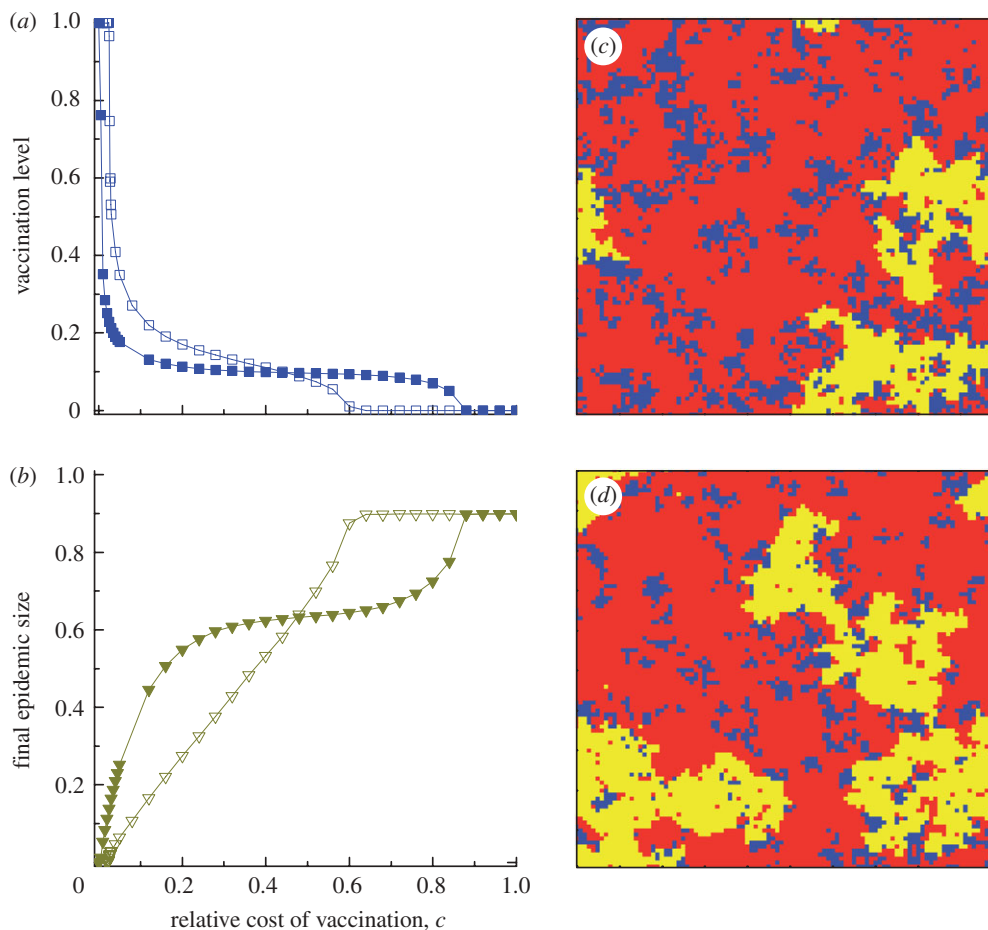 (a)
1.0
0.8
0.6
0.4
0.2
0
vaccination level
(b)
1.0
0.8
0.6
0.4
0.2
final epidemic size
0 0.2 0.4 0.6 0.8 1.0
relative cost of vaccination, c
(c)
(d)